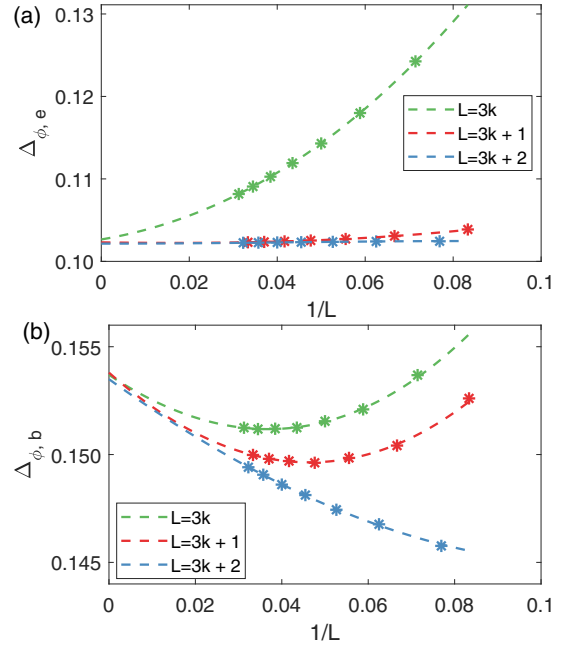 (a)
0.13
0.12
0.11
0.10
Δϕ, e
L=3k
L=3k + 1
L=3k + 2
0 0.02 0.04 0.06 0.08 0.1
1/L
(b)
0.155
0.150
0.145
Δϕ, b
L=3k
L=3k + 1
L=3k + 2
0 0.02 0.04 0.06 0.08 0.1
1/L